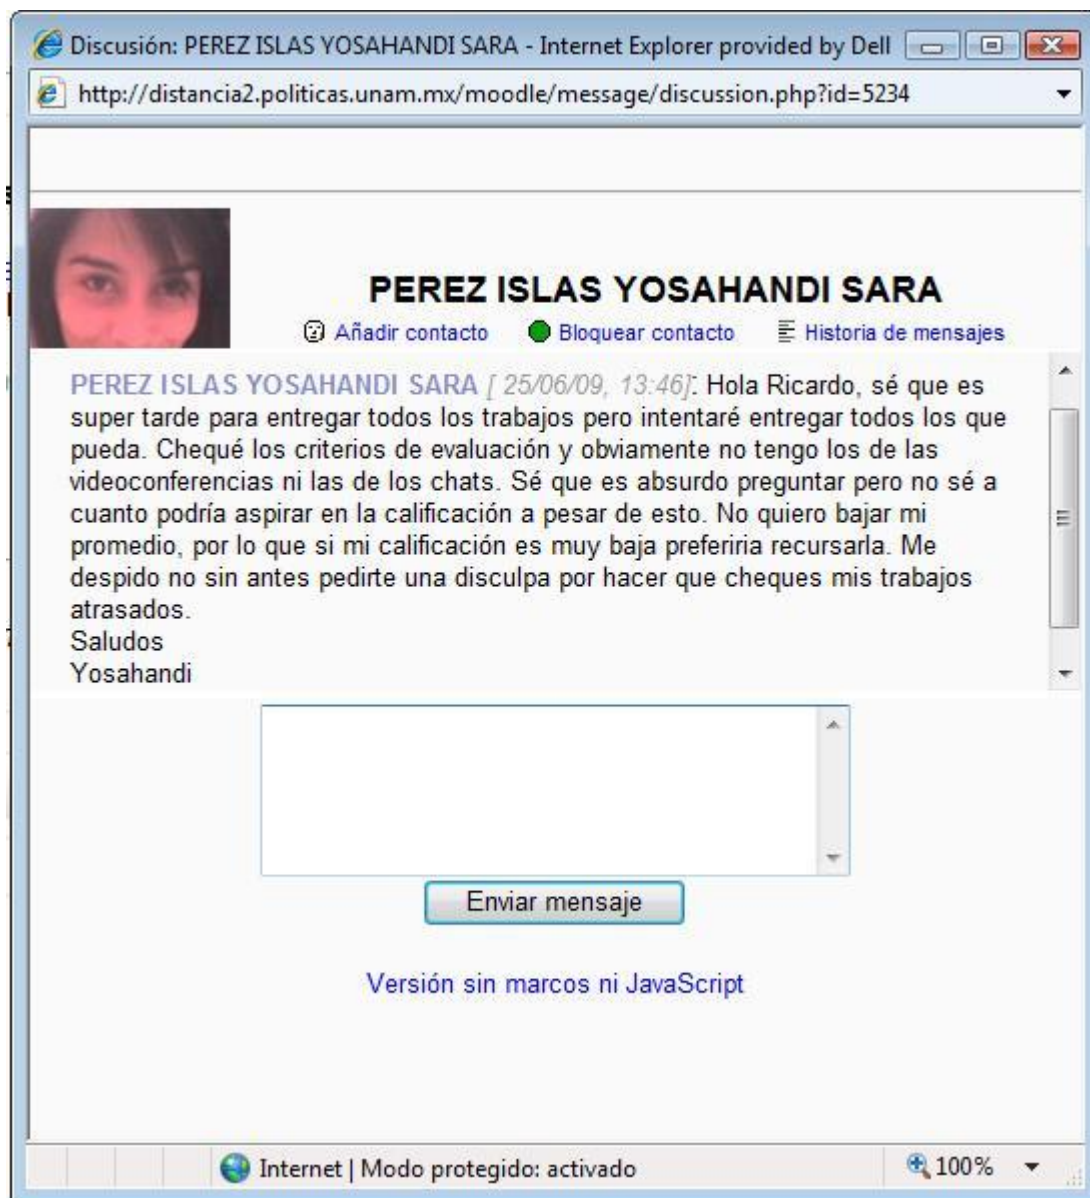 Discusión: PEREZ ISLAS YOSAHANDI SARA - Internet Explorer provided by Dell
http://distancia2.politicas.unam.mx/moodle/message/discussion.php?id=5234
PEREZ ISLAS YOSAHANDI SARA
Añadir contacto Bloquear contacto Historia de mensajes
PEREZ ISLAS YOSAHANDI SARA [ 25/06/09, 13:46]: Hola Ricardo, sé que es
super tarde para entregar todos los trabajos pero intentaré entregar todos los que
pueda. Chequé los criterios de evaluación y obviamente no tengo los de las
videoconferencias ni las de los chats. Sé que es absurdo preguntar pero no sé a
cuanto podría aspirar en la calificación a pesar de esto. No quiero bajar mi
promedio, por lo que si mi calificación es muy baja preferiria recursarla. Me
despido no sin antes pedirte una disculpa por hacer que cheques mis trabajos
atrasados.
Saludos
Yosahandi
Enviar mensaje
Versión sin marcos ni JavaScript
Internet | Modo protegido: activado 100%